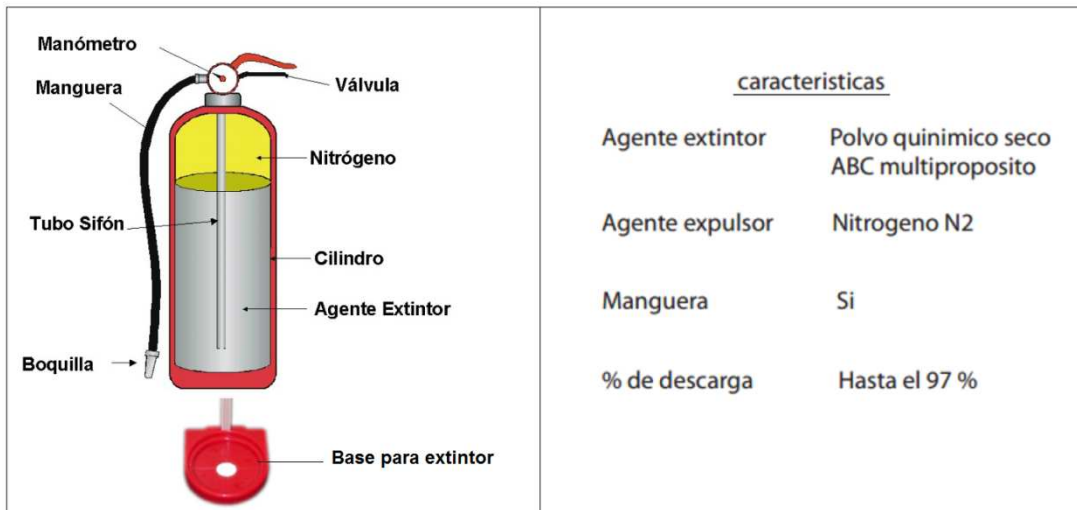 Manómetro
Manguera
Válvula
Nitrógeno
Tubo Sifón
Cilindro
Agente Extintor
Boquilla
Base para extintor
caracteristicas
Agente extintor Polvo quinimico seco
ABC multiproposito
Agente expulsor Nitrogeno N2
Manguera Si
% de descarga Hasta el 97 %